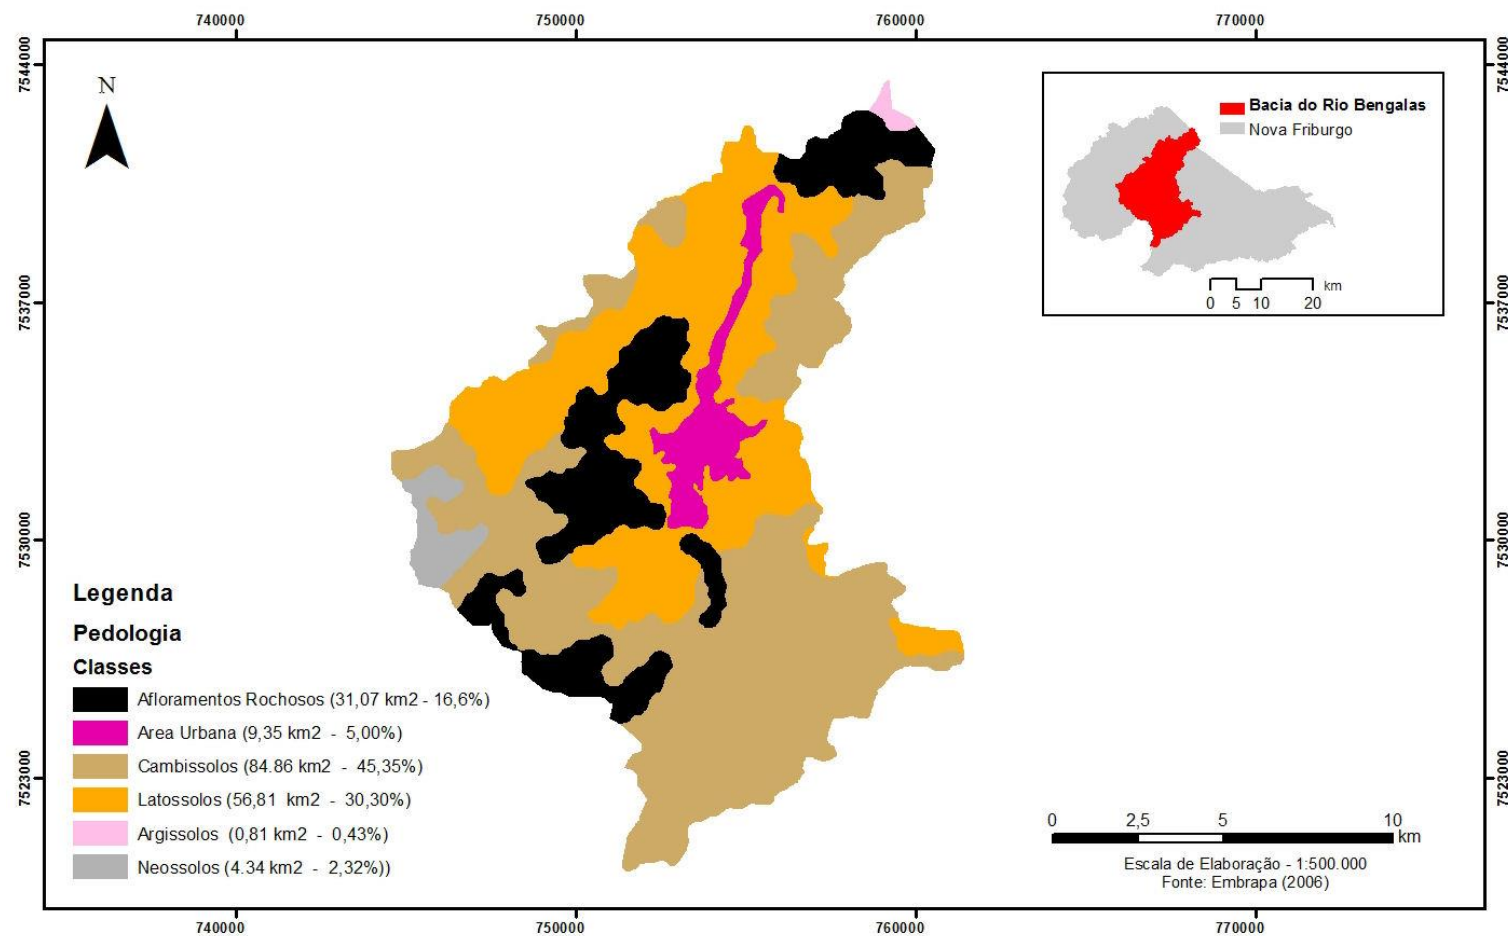 740000
750000
760000
770000
7544000
7544000
N
Bacia do Rio Bengalas
Nova Friburgo
km
0 5 10 20
7537000
7537000
7530000
7530000
Legenda
Pedologia
Classes
Afloramentos Rochosos (31,07 km2 - 16,6%)
Area Urbana (9,35 km2 - 5,00%)
Cambissolos (84.86 km2 - 45,35%)
Latossolos (56,81 km2 - 30,30%)
Argissolos (0,81 km2 - 0,43%)
Neossolos (4.34 km2 - 2,32%))
7523000
7523000
0 2,5 5 10
km
Escala de Elaboração - 1:500.000
Fonte: Embrapa (2006)
740000
750000
760000
770000